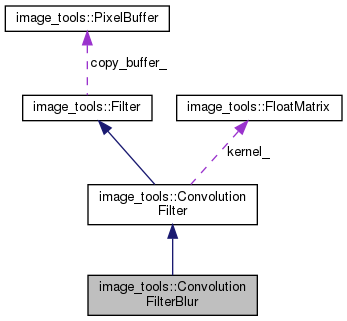 image_tools::PixelBuffer
copy_buffer_
image_tools::Filter
image_tools::FloatMatrix
kernel_
image_tools::Convolution
Filter
image_tools::Convolution
FilterBlur